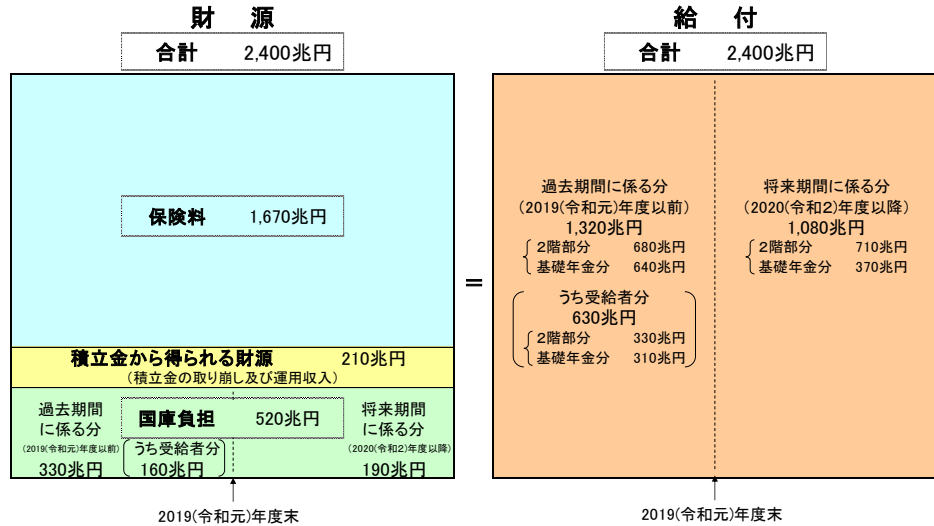 財　源
合計　2,400兆円
保険料　1,670兆円
積立金から得られる財源　210兆円
(積立金の取り崩し及び運用収入)
国庫負担　520兆円
過去期間
に係る分
(2019(令和元)年度以前)
330兆円
うち受給者分
160兆円
将来期間
に係る分
(2020(令和2)年度以降)
190兆円
2019(令和元)年度末
＝
給　付
合計　2,400兆円
過去期間に係る分
(2019(令和元)年度以前)
1,320兆円
2階部分　680兆円
基礎年金分　640兆円
うち受給者分
630兆円
2階部分　330兆円
基礎年金分　310兆円
将来期間に係る分
(2020(令和2)年度以降)
1,080兆円
2階部分　710兆円
基礎年金分　370兆円
2019(令和元)年度末